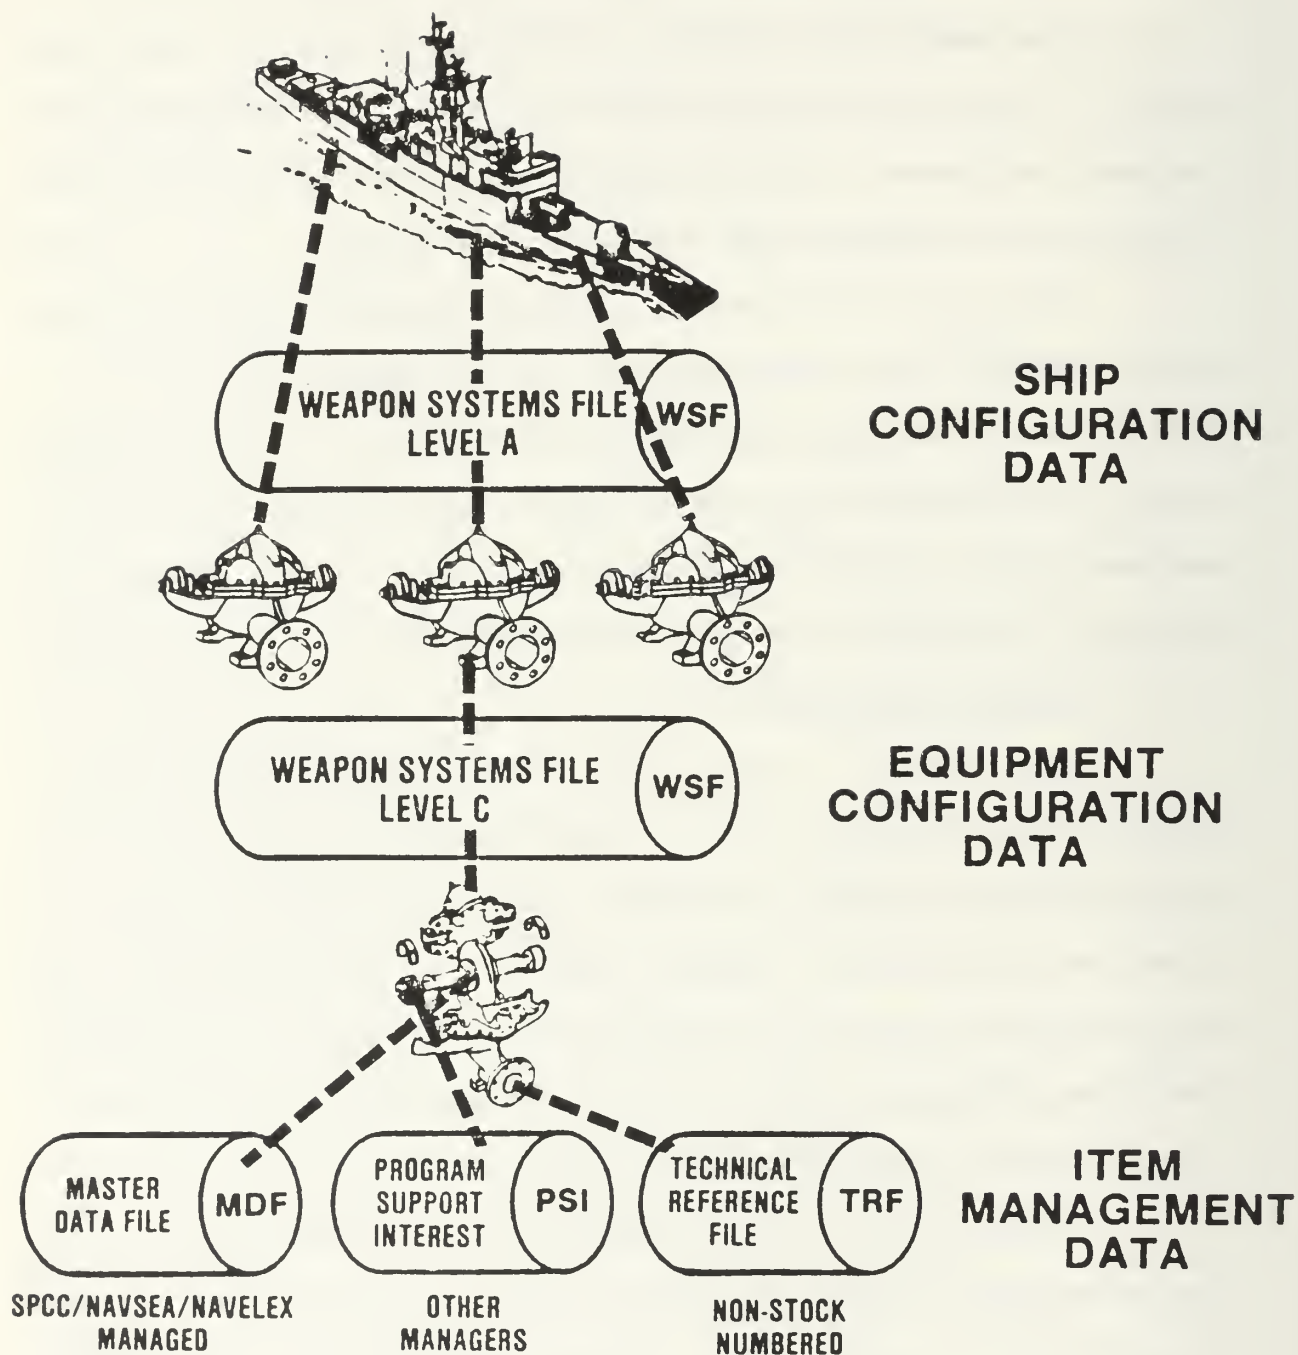 WEAPON SYSTEMS FILE
LEVEL A
WSF
SHIP
CONFIGURATION
DATA
WEAPON SYSTEMS FILE
LEVEL C
WSF
EQUIPMENT
CONFIGURATION
DATA
MASTER
DATA FILE
MDF
PROGRAM
SUPPORT
INTEREST
PSI
TECHNICAL
REFERENCE
FILE
TRF
ITEM
MANAGEMENT
DATA
SPCC/NAVSEA/NAVELEX
MANAGED
OTHER
MANAGERS
NON-STOCK
NUMBERED